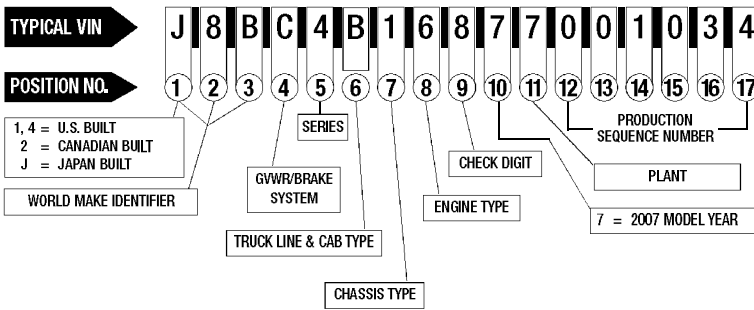 TYPICAL VIN
J 8 B C 4 B 1 6 8 7 7 0 0 1 0 3 4
POSITION NO.
1 2 3 4 5 6 7 8 9 10 11 12 13 14 15 16 17
1, 4 = U.S. BUILT
2 = CANADIAN BUILT
J = JAPAN BUILT
WORLD MAKE IDENTIFIER
GVWR/BRAKE
SYSTEM
SERIES
TRUCK LINE & CAB TYPE
CHASSIS TYPE
ENGINE TYPE
CHECK DIGIT
7 = 2007 MODEL YEAR
PLANT
PRODUCTION
SEQUENCE NUMBER